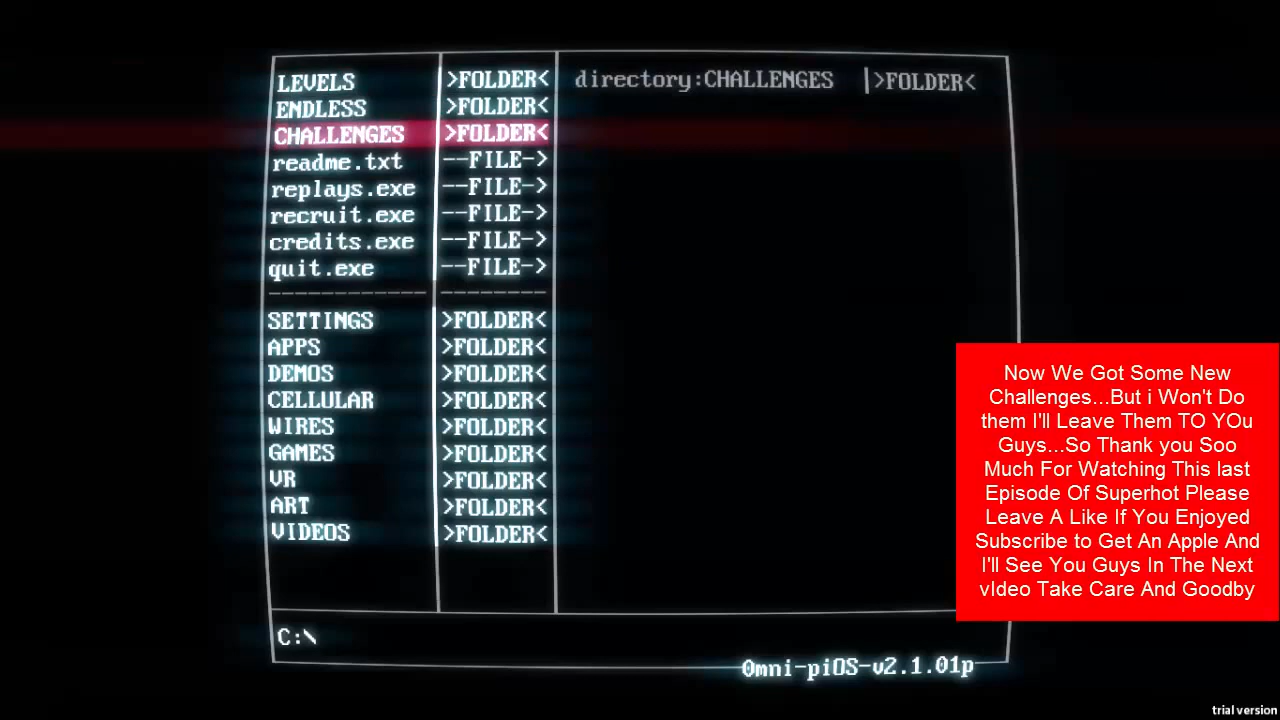 LEVELS >FOLDER< directory:CHALLENGES |>FOLDER<
ENDLESS >FOLDER<
CHALLENGES >FOLDER<
readme.txt --FILE->
replays.exe --FILE->
recruit.exe --FILE->
credits.exe --FILE->
quit.exe --FILE->
------------ --------
SETTINGS >FOLDER<
APPS >FOLDER<
DEMOS >FOLDER<
CELLULAR >FOLDER<
WIRES >FOLDER<
GAMES >FOLDER<
VR >FOLDER<
ART >FOLDER<
VIDEOS >FOLDER<
Now We Got Some New
Challenges...But i Won't Do
them I'll Leave Them TO YOu
Guys...So Thank you Soo
Much For Watching This last
Episode Of Superhot Please
Leave A Like If You Enjoyed
Subscribe to Get An Apple And
I'll See You Guys In The Next
vIdeo Take Care And Goodby
C:\
0mni-piOS-v2.1.01p
trial version